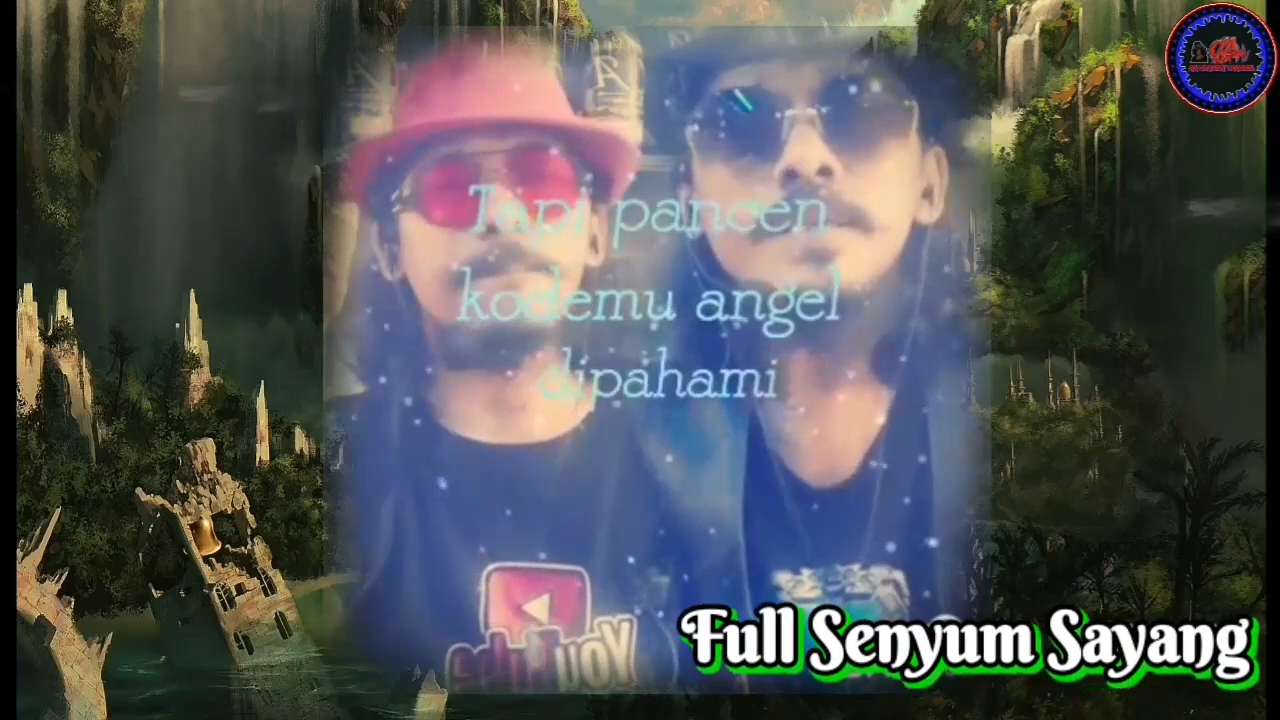 Tapi pancen
kodemu angel
dipahami
Full Senyum Sayang